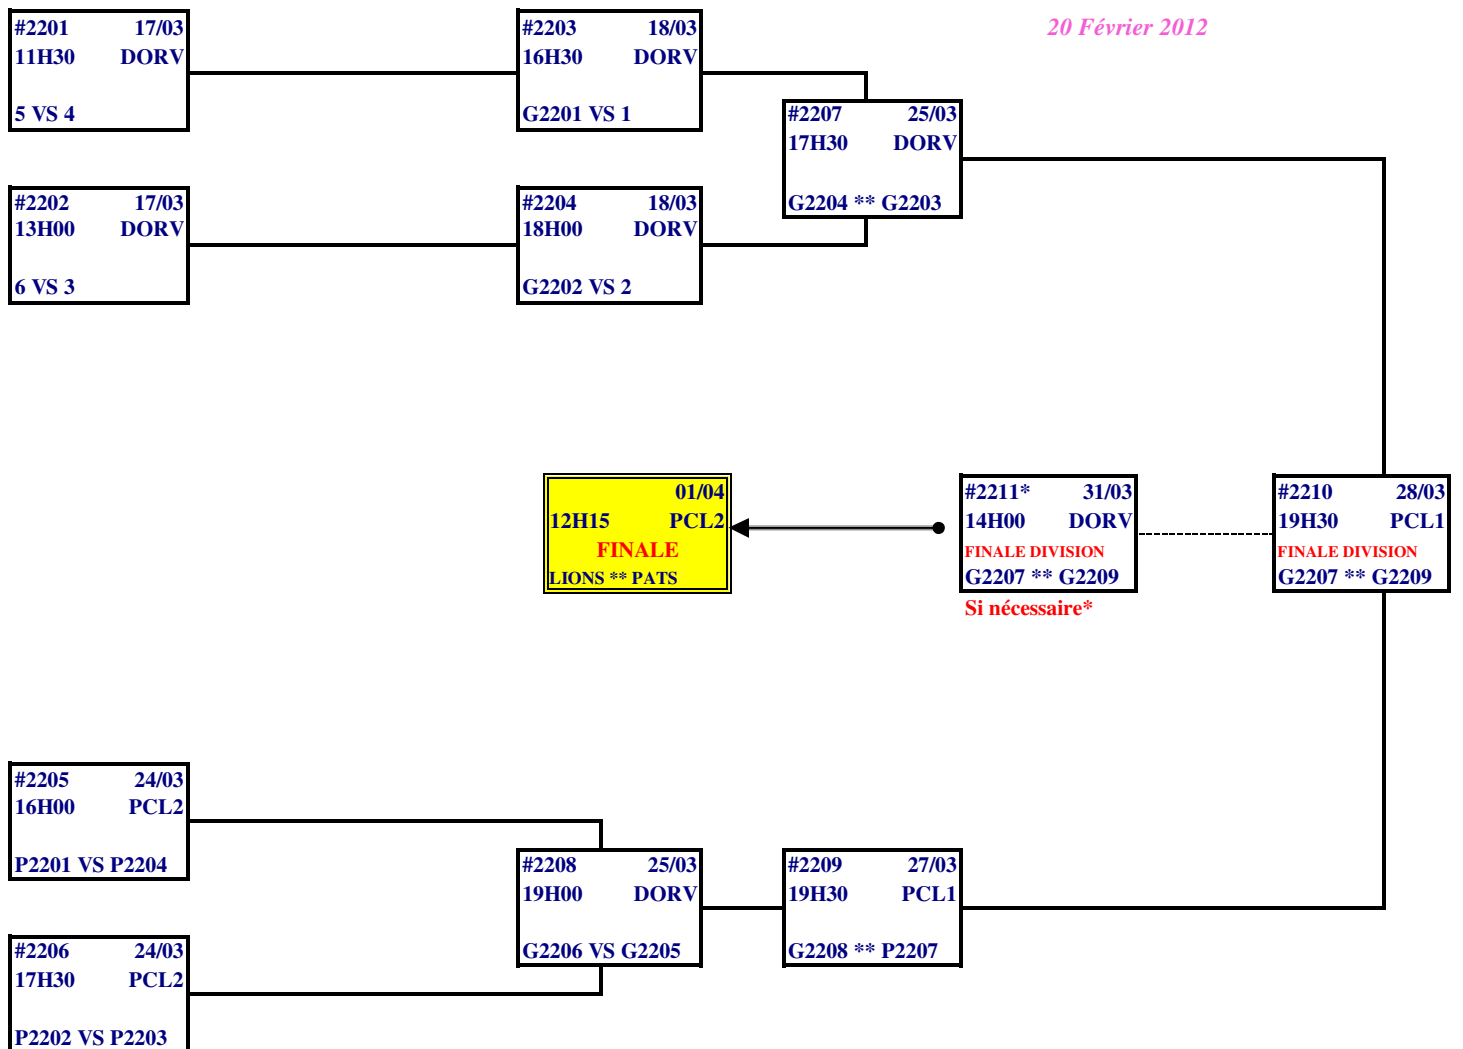 20 Février 2012
#2201 17/03
11H30 DORV
5 VS 4
#2203 18/03
16H30 DORV
G2201 VS 1
#2207 25/03
17H30 DORV
G2204 ** G2203
#2202 17/03
13H00 DORV
6 VS 3
#2204 18/03
18H00 DORV
G2202 VS 2
01/04
12H15 PCL2
FINALE
LIONS ** PATS
#2211* 31/03
14H00 DORV
FINALE DIVISION
G2207 ** G2209
Si nécessaire*
#2210 28/03
19H30 PCL1
FINALE DIVISION
G2207 ** G2209
#2205 24/03
16H00 PCL2
P2201 VS P2204
#2208 25/03
19H00 DORV
G2206 VS G2205
#2209 27/03
19H30 PCL1
G2208 ** P2207
#2206 24/03
17H30 PCL2
P2202 VS P2203